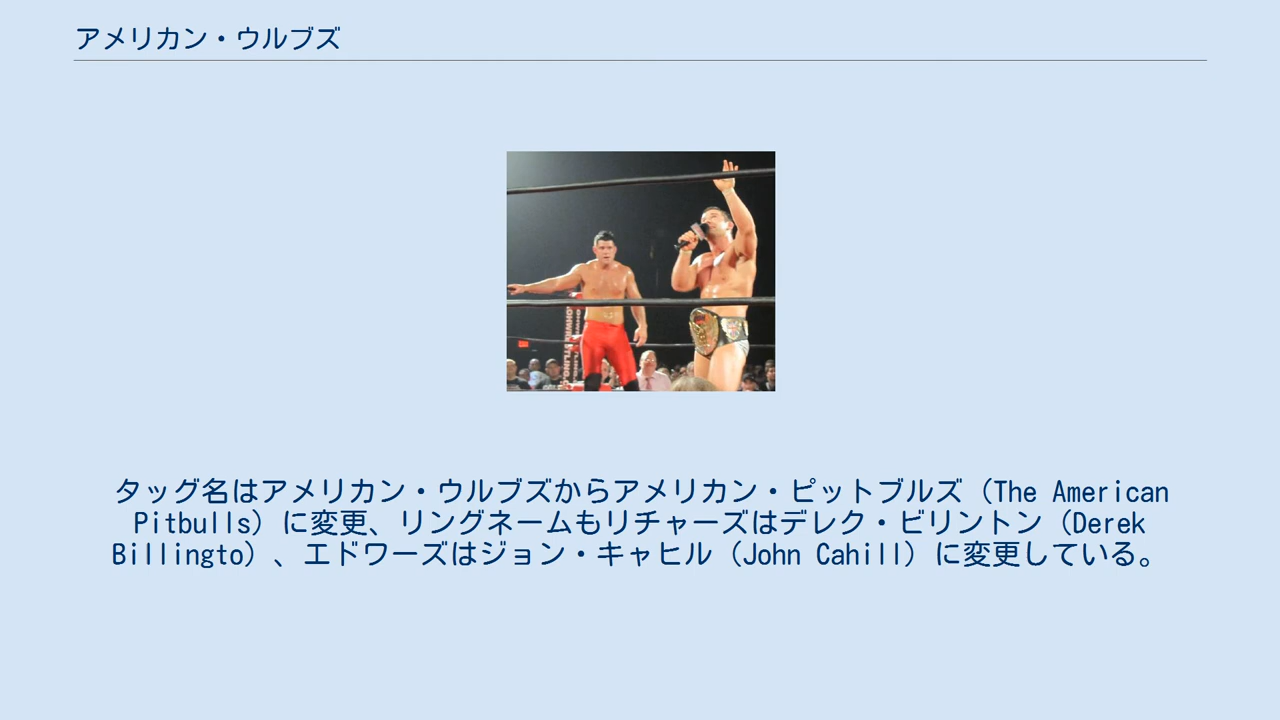 アメリカン・ウルブズ
タッグ名はアメリカン・ウルブズからアメリカン・ピットブルズ（The American
Pitbulls）に変更、リングネームもリチャーズはデレク・ビリントン（Derek
Billingto）、エドワーズはジョン・キャヒル（John Cahill）に変更している。